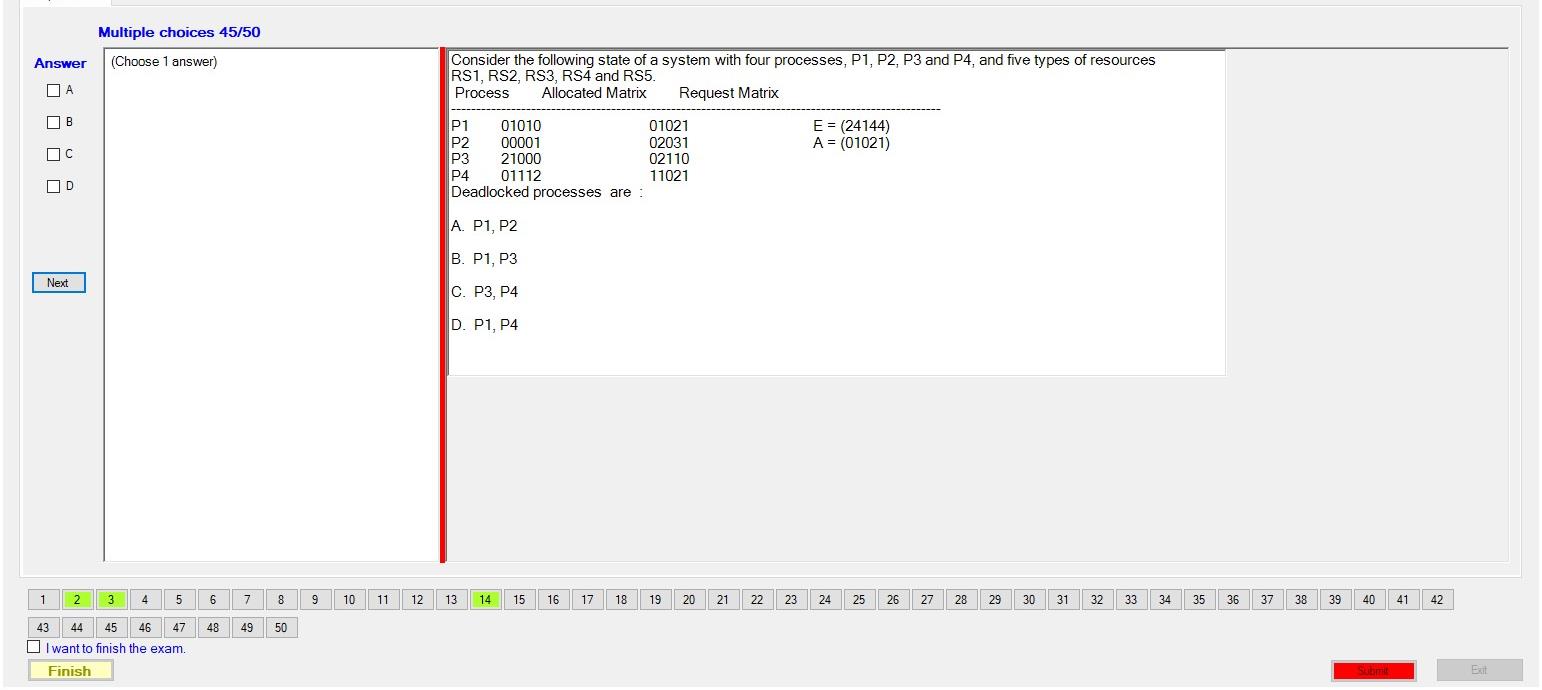 Multiple choices 45/50
Answer
A
B
C
D
Next
(Choose 1 answer)
Consider the following state of a system with four processes, P1, P2, P3 and P4, and five types of resources
RS1, RS2, RS3, RS4 and RS5.
Process Allocated Matrix Request Matrix
--------------------------------------------------------------------------------------------------
P1 01010 01021 E = (24144)
P2 00001 02031 A = (01021)
P3 21000 02110
P4 01112 11021
Deadlocked processes are :
A. P1, P2
B. P1, P3
C. P3, P4
D. P1, P4
1 2 3 4 5 6 7 8 9 10 11 12 13 14 15 16 17 18 19 20 21 22 23 24 25 26 27 28 29 30 31 32 33 34 35 36 37 38 39 40 41 42
43 44 45 46 47 48 49 50
I want to finish the exam.
Finish Submit Exit